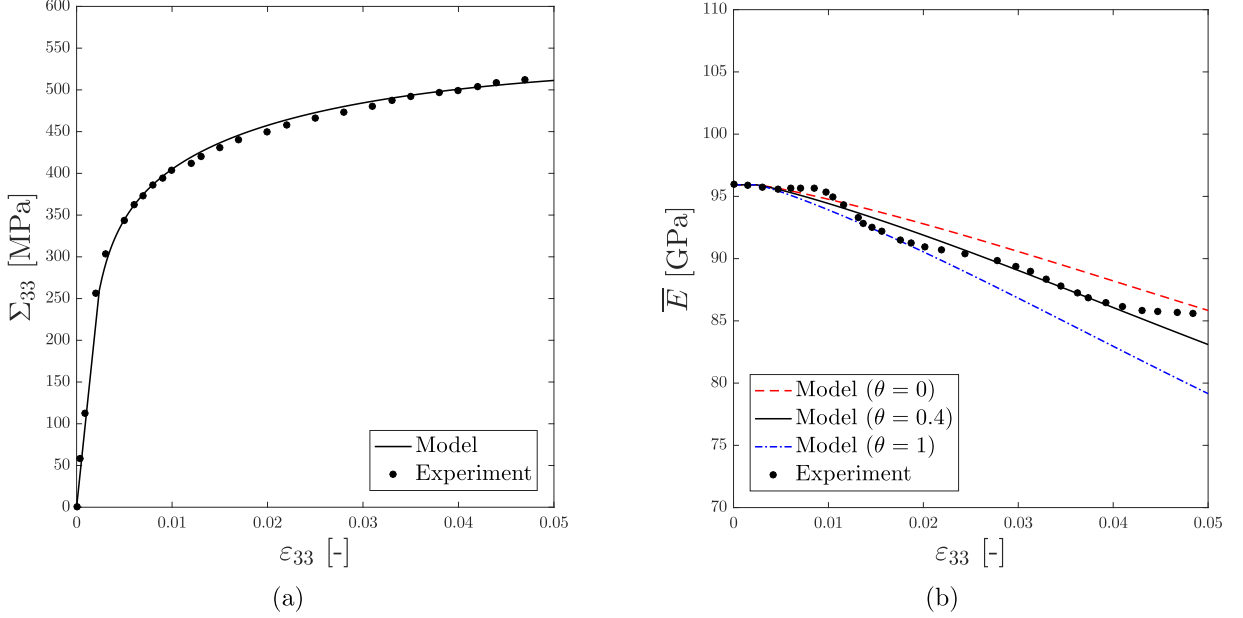 600
550
500
450
400
350
300
250
200
150
100
50
0
0
0.01
0.02
0.03
0.04
0.05
Σ33 [MPa]
ε33 [-]
Model
Experiment
(a)
110
105
100
95
90
85
80
75
70
0
0.01
0.02
0.03
0.04
0.05
E̅ [GPa]
ε33 [-]
Model (θ = 0)
Model (θ = 0.4)
Model (θ = 1)
Experiment
(b)